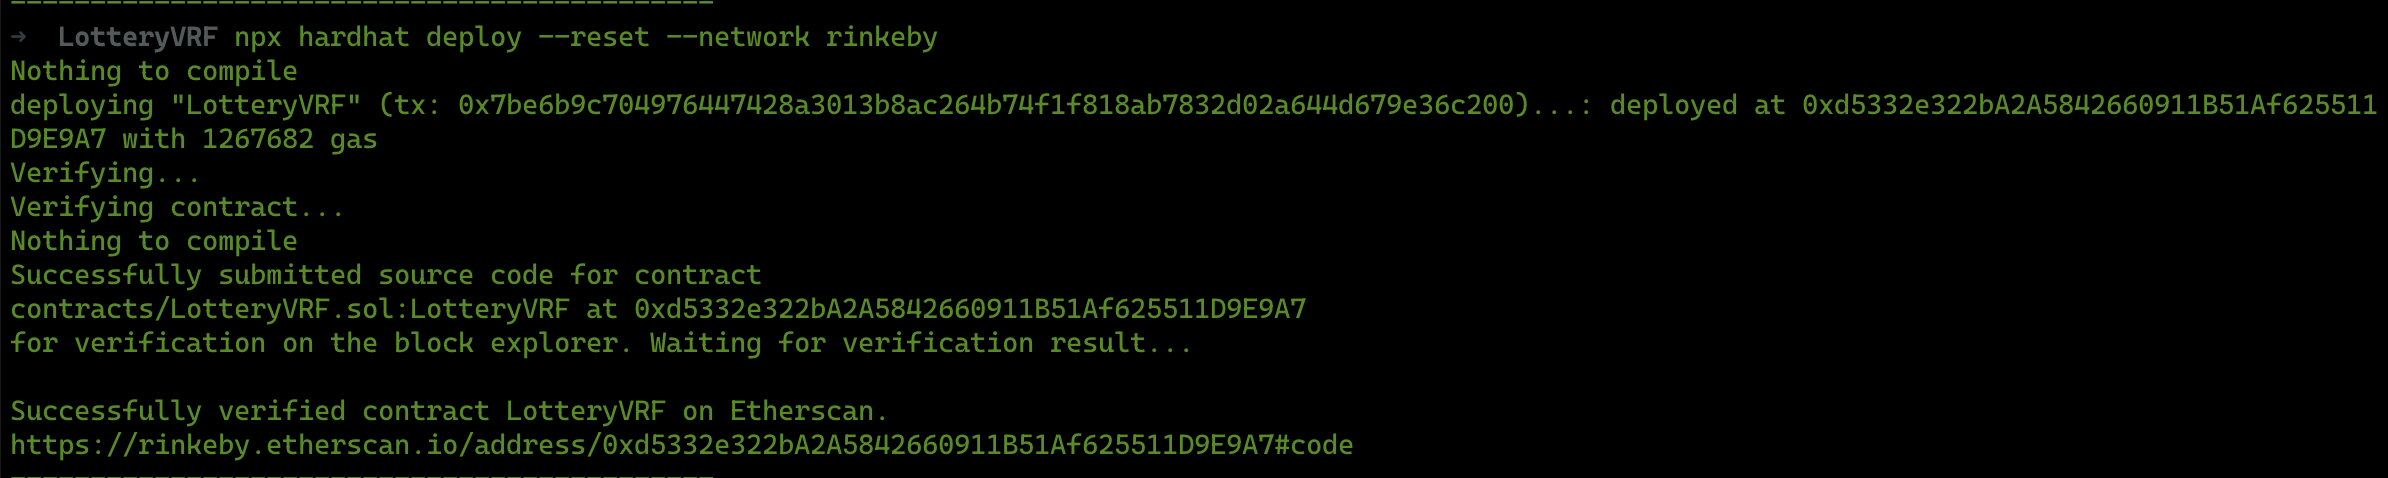 ------------------------------------------
→  LotteryVRF npx hardhat deploy --reset --network rinkeby
Nothing to compile
deploying "LotteryVRF" (tx: 0x7be6b9c704976447428a3013b8ac264b74f1f818ab7832d02a644d679e36c200)...: deployed at 0xd5332e322bA2A5842660911B51Af625511
D9E9A7 with 1267682 gas
Verifying...
Verifying contract...
Nothing to compile
Successfully submitted source code for contract
contracts/LotteryVRF.sol:LotteryVRF at 0xd5332e322bA2A5842660911B51Af625511D9E9A7
for verification on the block explorer. Waiting for verification result...
Successfully verified contract LotteryVRF on Etherscan.
https://rinkeby.etherscan.io/address/0xd5332e322bA2A5842660911B51Af625511D9E9A7#code
------------------------------------------